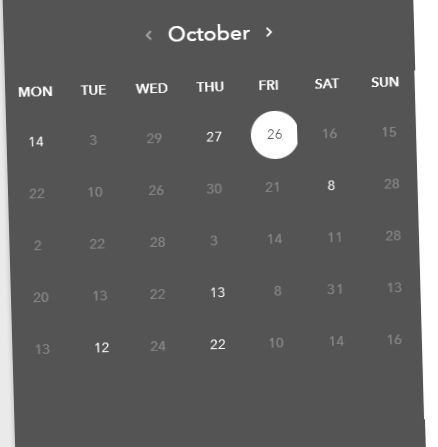 ‹ October ›
MON TUE WED THU FRI SAT SUN
14 3 29 27 26 16 15
22 10 26 30 21 8 28
2 22 28 3 14 11 28
20 13 22 13 8 31 13
13 12 24 22 10 14 16